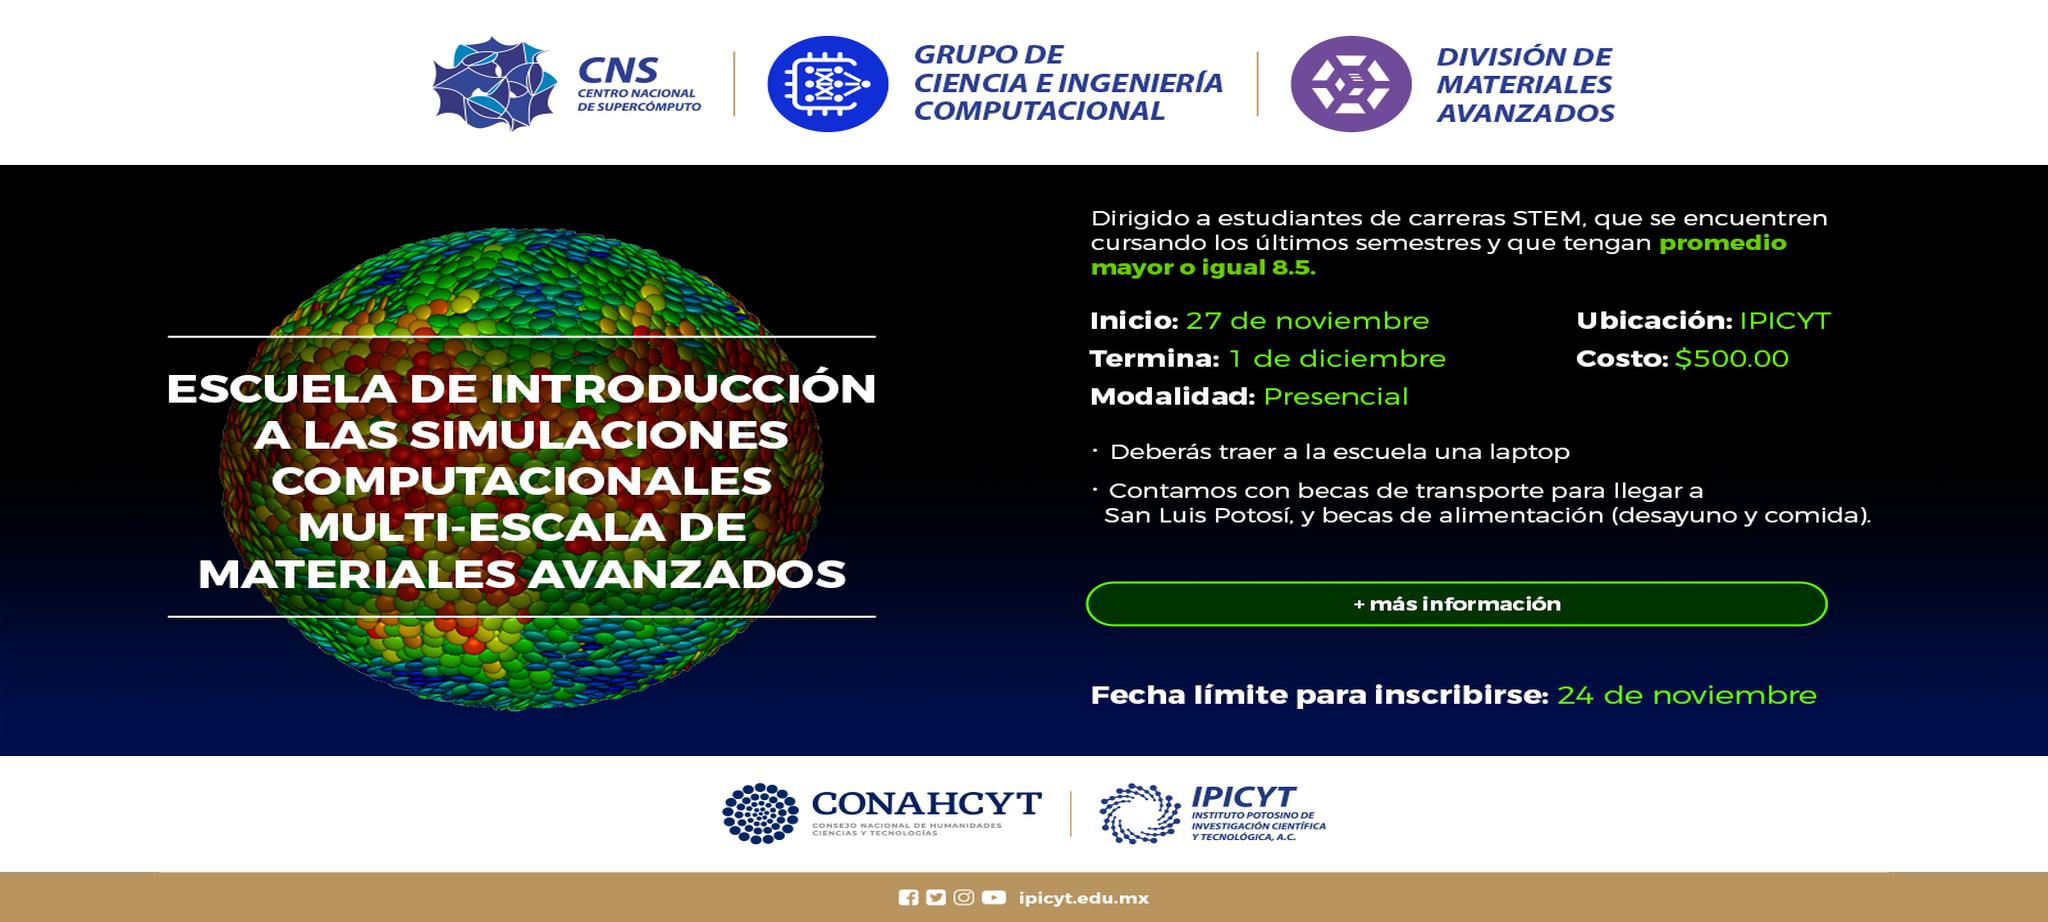 CNS
CENTRO NACIONAL
DE SUPERCÓMPUTO
GRUPO DE
CIENCIA E INGENIERÍA
COMPUTACIONAL
DIVISIÓN DE
MATERIALES
AVANZADOS
ESCUELA DE INTRODUCCIÓN
A LAS SIMULACIONES
COMPUTACIONALES
MULTI-ESCALA DE
MATERIALES AVANZADOS
Dirigido a estudiantes de carreras STEM, que se encuentren
cursando los últimos semestres y que tengan promedio
mayor o igual 8.5.
Inicio: 27 de noviembre
Termina: 1 de diciembre
Modalidad: Presencial
Ubicación: IPICYT
Costo: $500.00
· Deberás traer a la escuela una laptop
· Contamos con becas de transporte para llegar a
San Luis Potosí, y becas de alimentación (desayuno y comida).
+ más información
Fecha límite para inscribirse: 24 de noviembre
CONAHCYT
CONSEJO NACIONAL DE HUMANIDADES
CIENCIAS Y TECNOLOGÍAS
IPICYT
INSTITUTO POTOSINO DE
INVESTIGACIÓN CIENTÍFICA
Y TECNOLÓGICA, A.C.
ipicyt.edu.mx